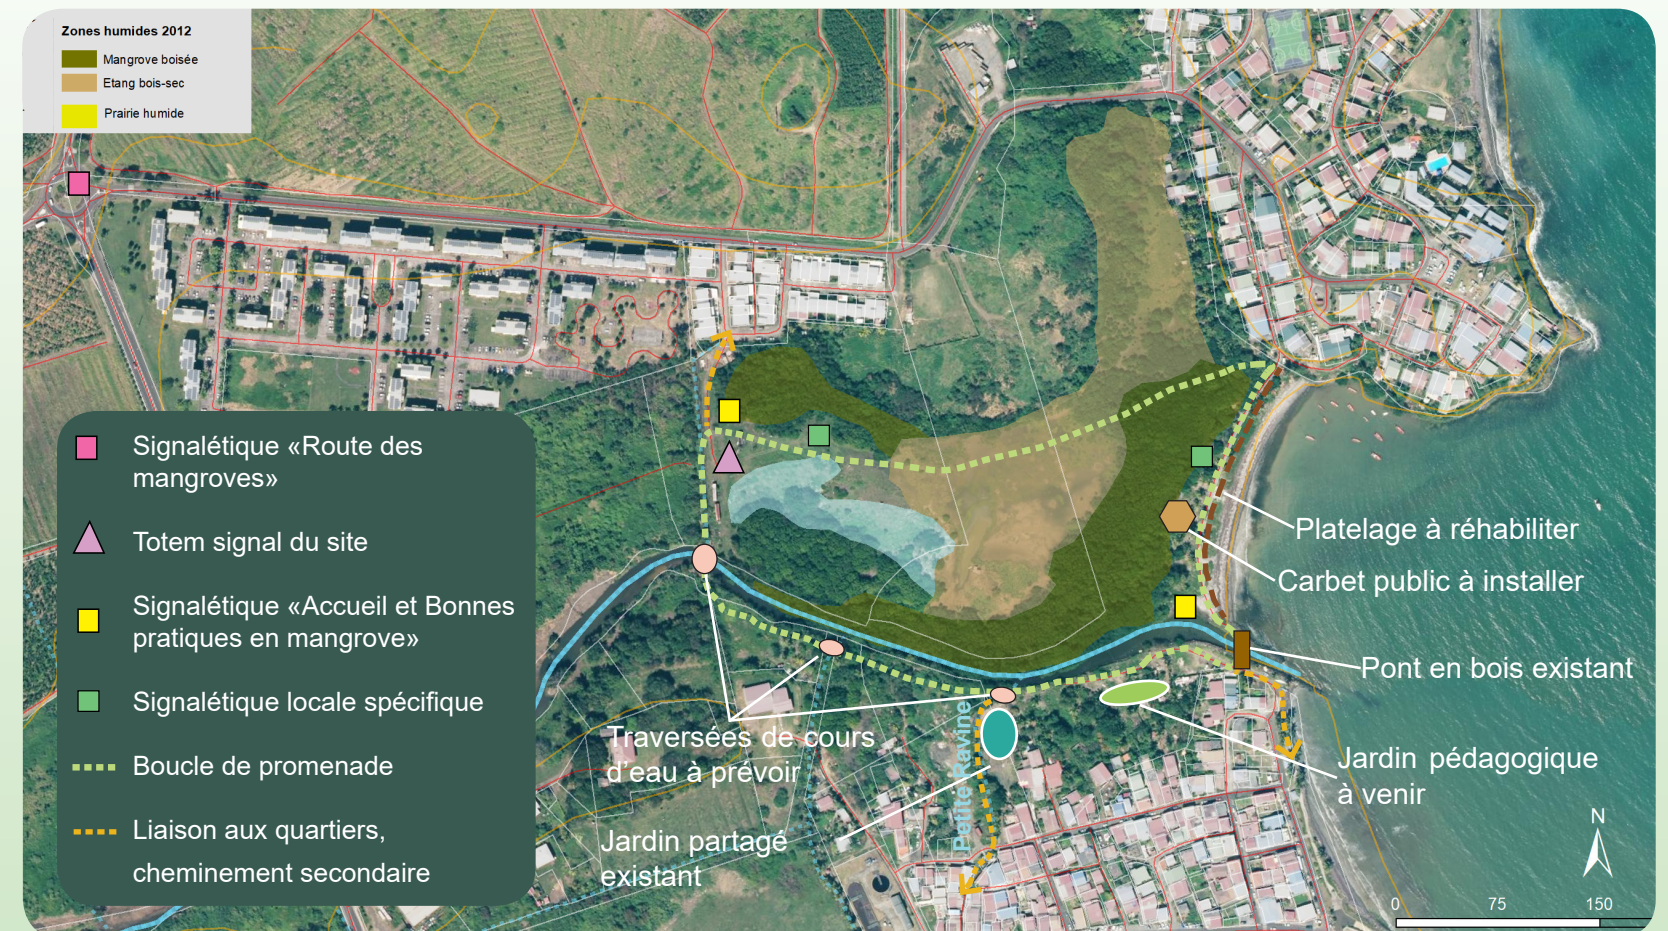 Zones humides 2012
Mangrove boisée
Etang bois-sec
Prairie humide
Signalétique «Route des
mangroves»
Totem signal du site
Signalétique «Accueil et Bonnes
pratiques en mangrove»
Signalétique locale spécifique
Boucle de promenade
Liaison aux quartiers,
cheminement secondaire
Platelage à réhabiliter
Carbet public à installer
Pont en bois existant
Traversées de cours
d'eau à prévoir
Petite Ravine
Jardin pédagogique
à venir
Jardin partagé
existant
N
0 75 150